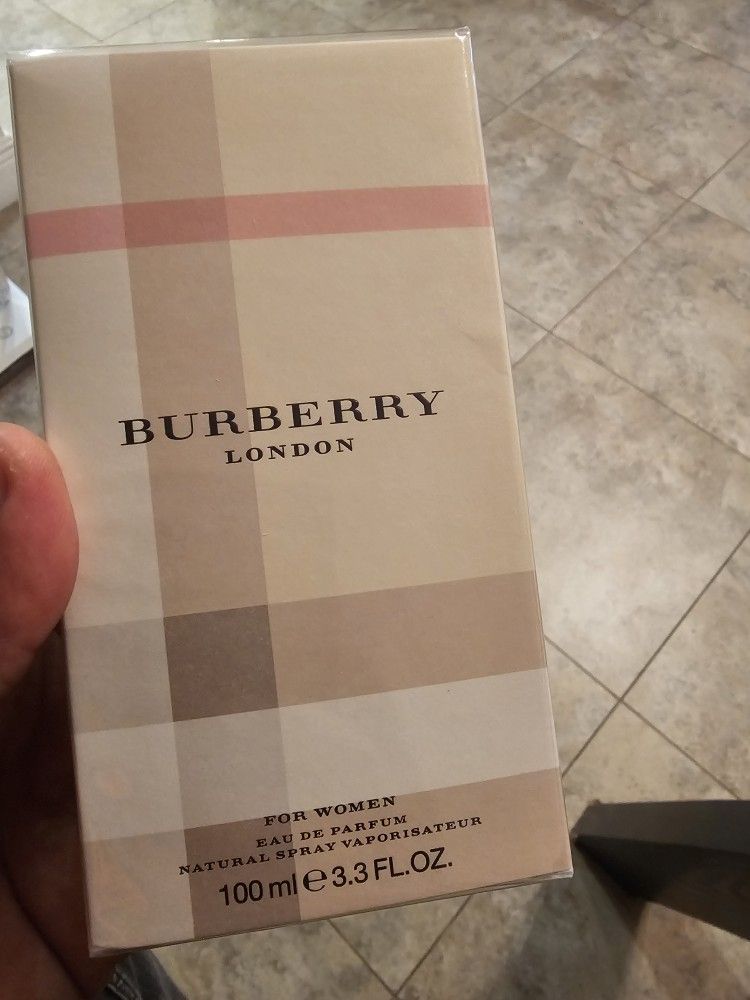 BURBERRY
LONDON
FOR WOMEN
EAU DE PARFUM
NATURAL SPRAY VAPORISATEUR
100 ml ℮ 3.3 FL.OZ.